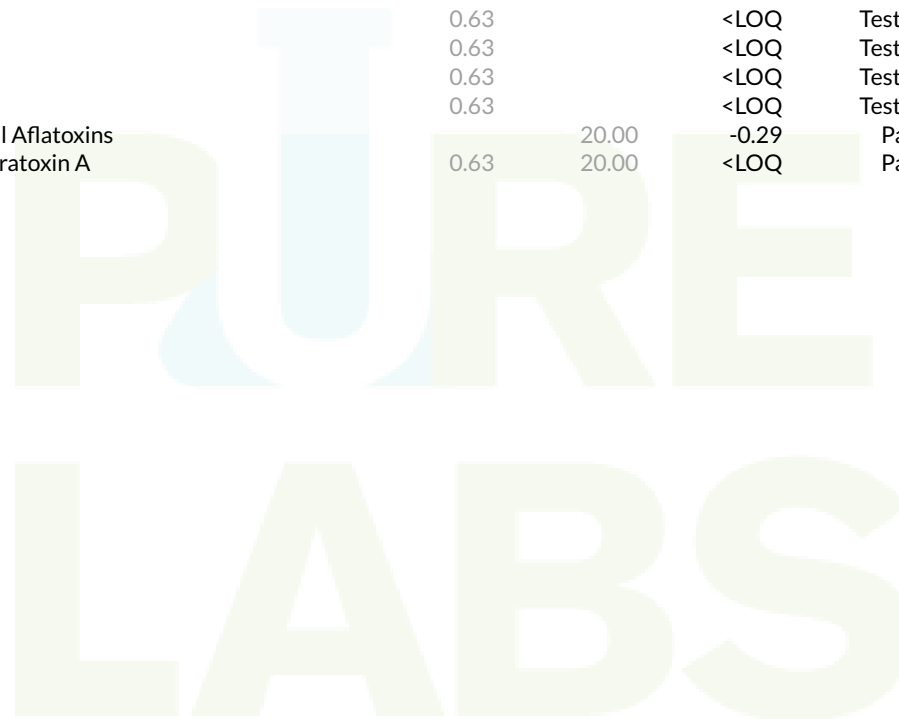 0.63 <LOQ Test
0.63 <LOQ Test
0.63 <LOQ Test
0.63 <LOQ Test
l Aflatoxins 20.00 -0.29 Pa
ratoxin A 0.63 20.00 <LOQ Pa
PURE
LABS